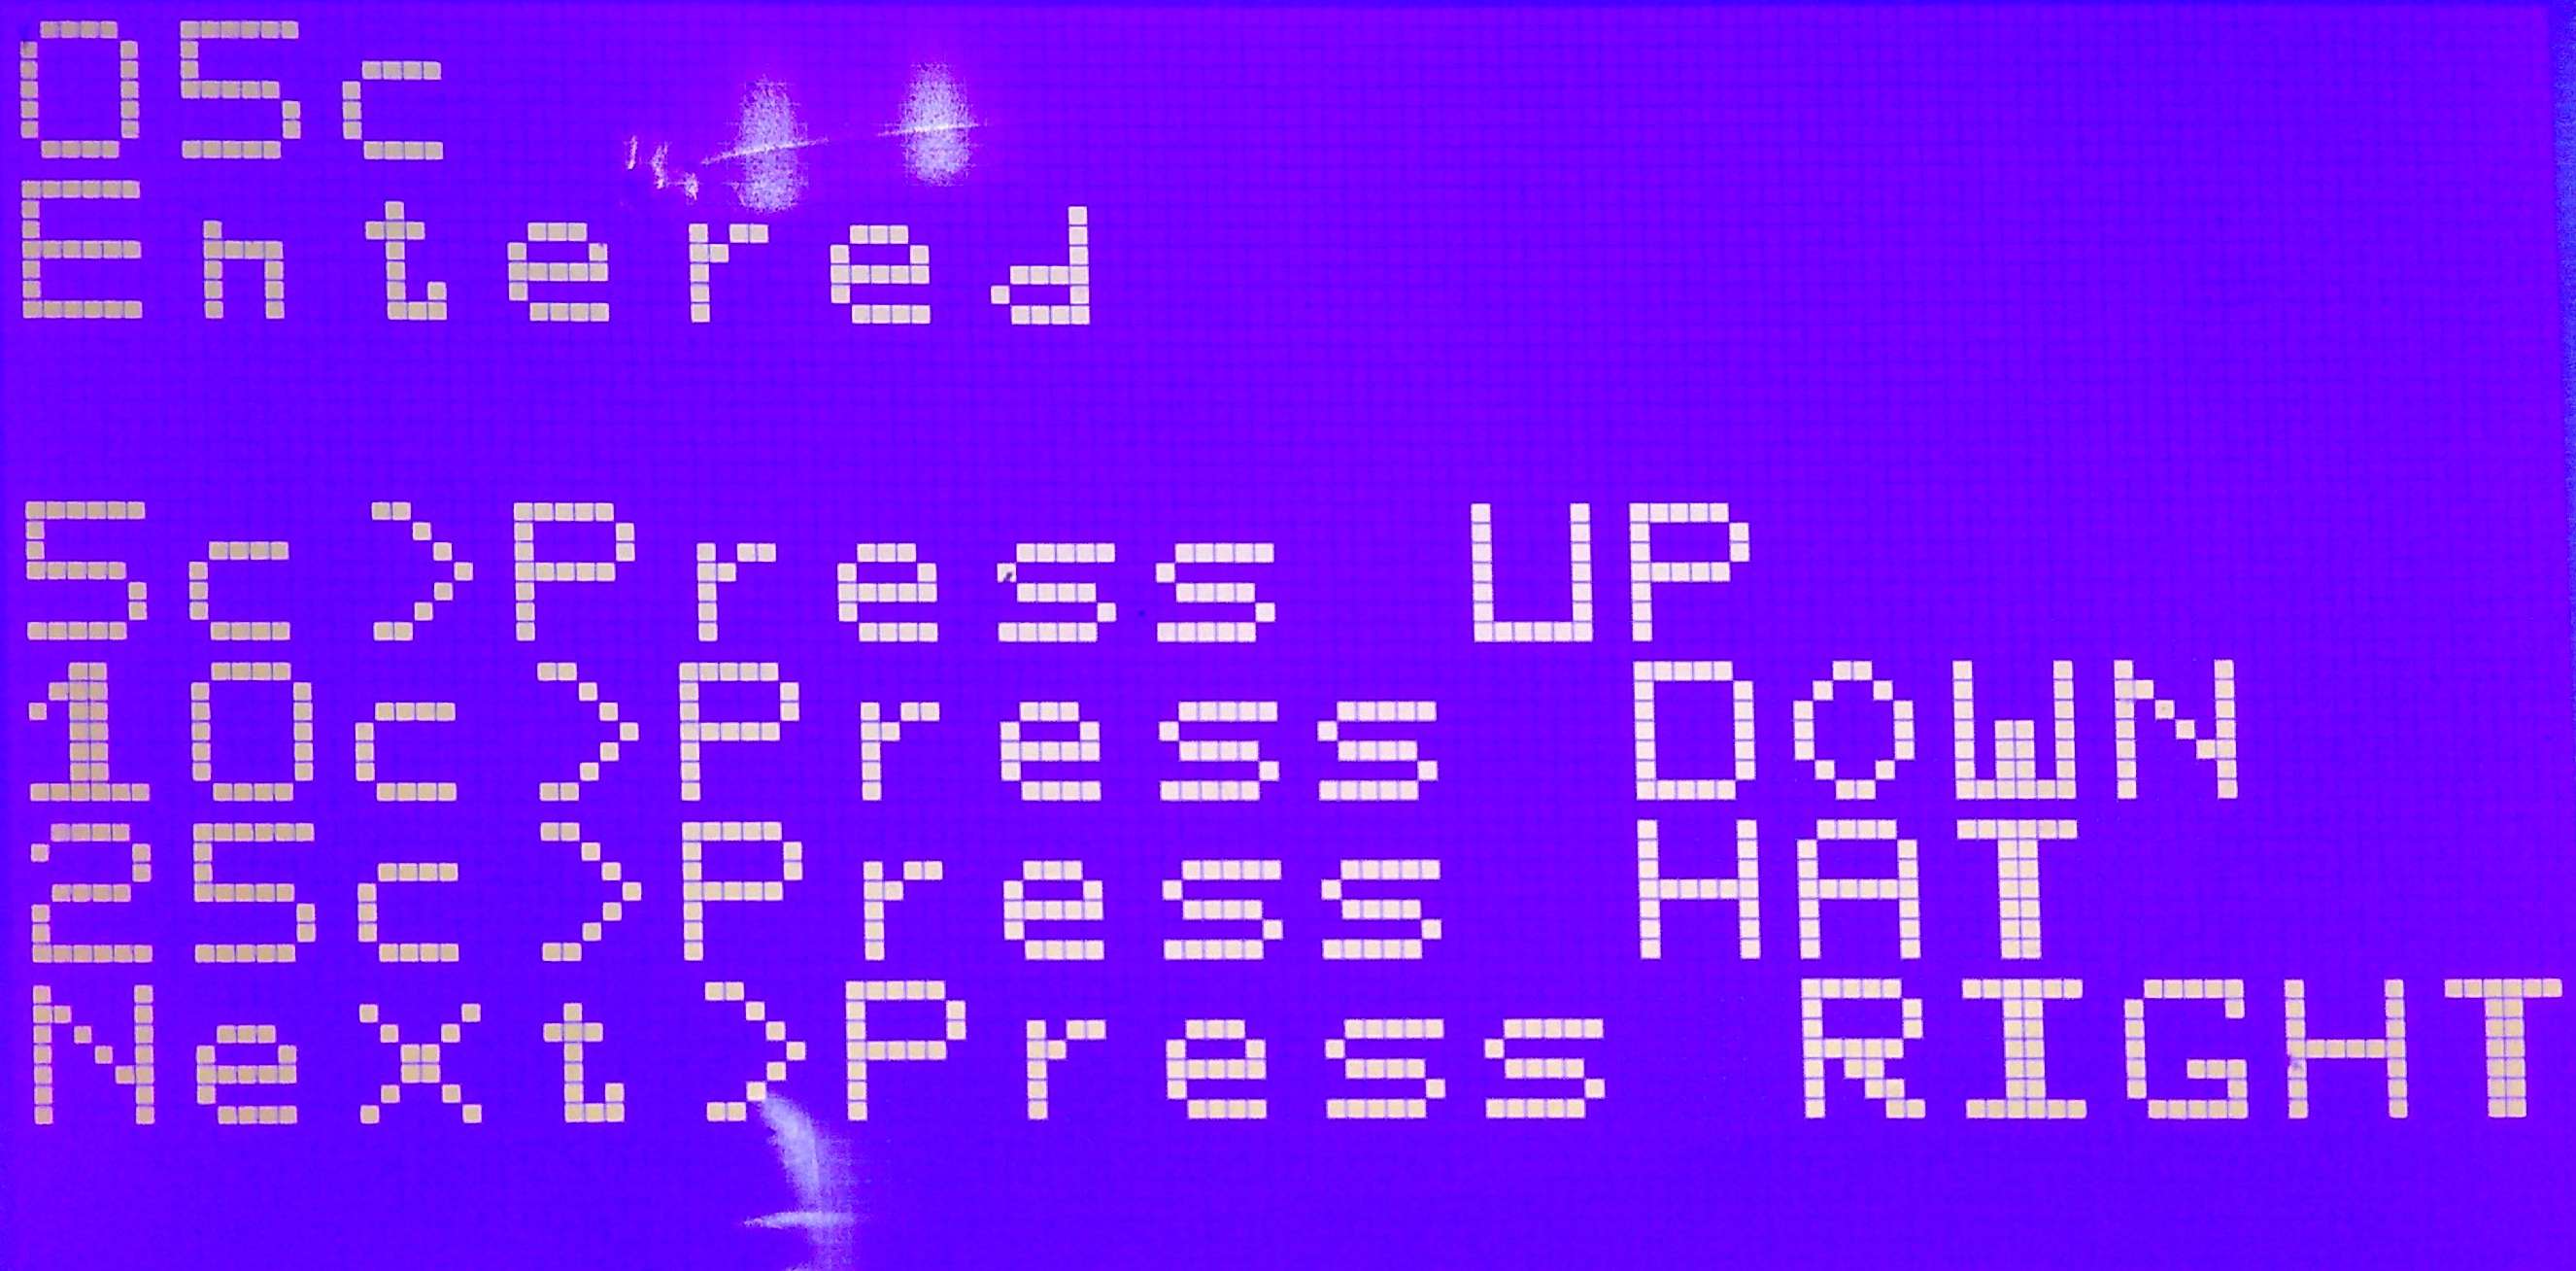 05c
Entered
5c >Press UP
10c >Press DOWN
25c >Press HAT
Next>Press RIGHT